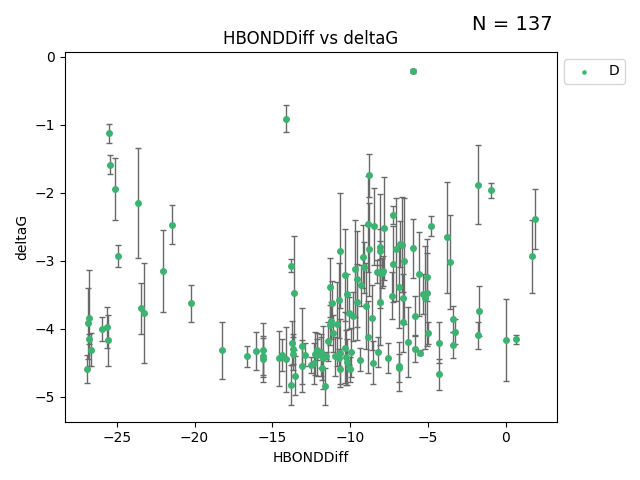 N = 137
HBONDDiff vs deltaG
D
0
−1
−2
−3
−4
−5
deltaG
−25 −20 −15 −10 −5 0
HBONDDiff